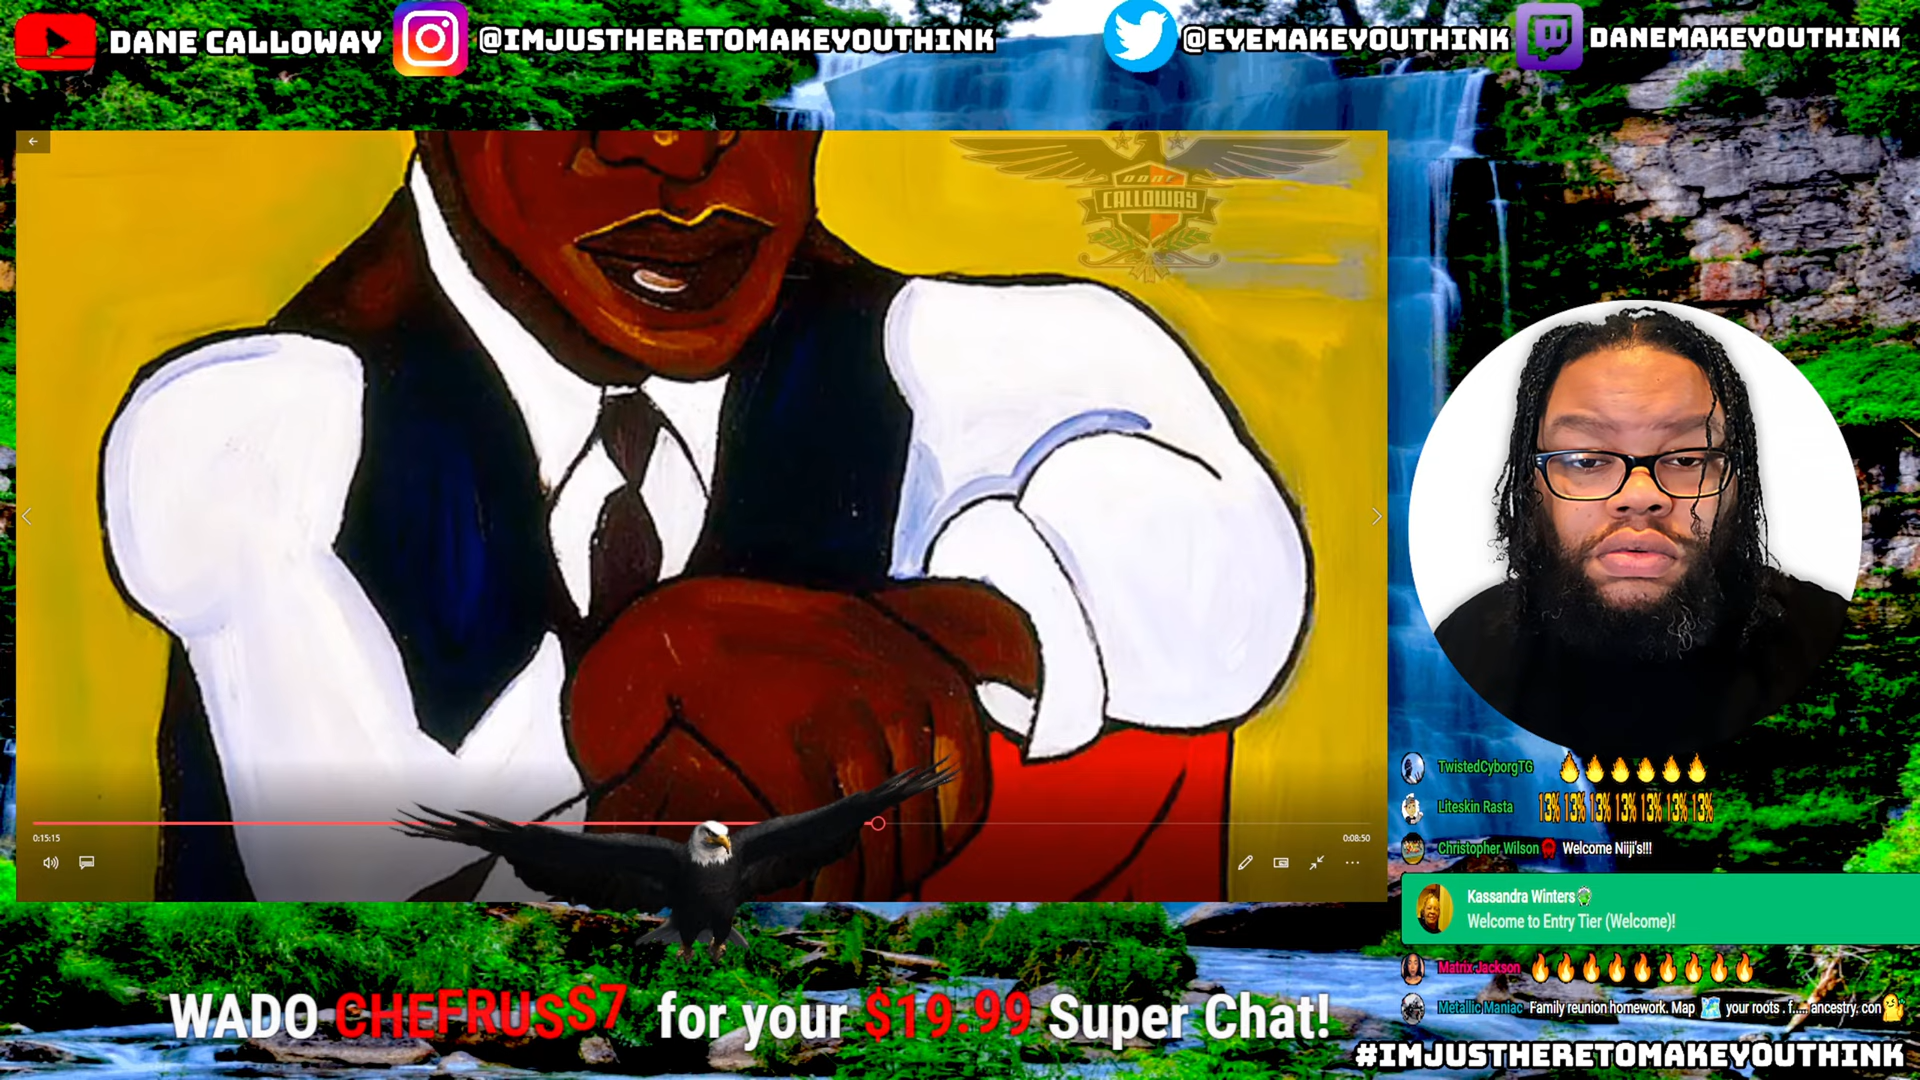 DANE CALLOWAY
@IMJUSTHERETOMAKEYOUTHINK
@EYEMAKEYOUTHINK
DANEMAKEYOUTHINK
DANE
CALLOWAY
0:15:15
0:08:50
TwistedCyborgTG
Liteskin Rasta 13% 13% 13% 13% 13% 13% 13%
Christopher Wilson Welcome Niiji's!!!
Kassandra Winters
Welcome to Entry Tier (Welcome)!
Matrix Jackson
Metallic Maniac Family reunion homework. Map your roots . f..... ancestry. con
WADO CHEFRUSS7 for your $19.99 Super Chat!
#IMJUSTHERETOMAKEYOUTHINK